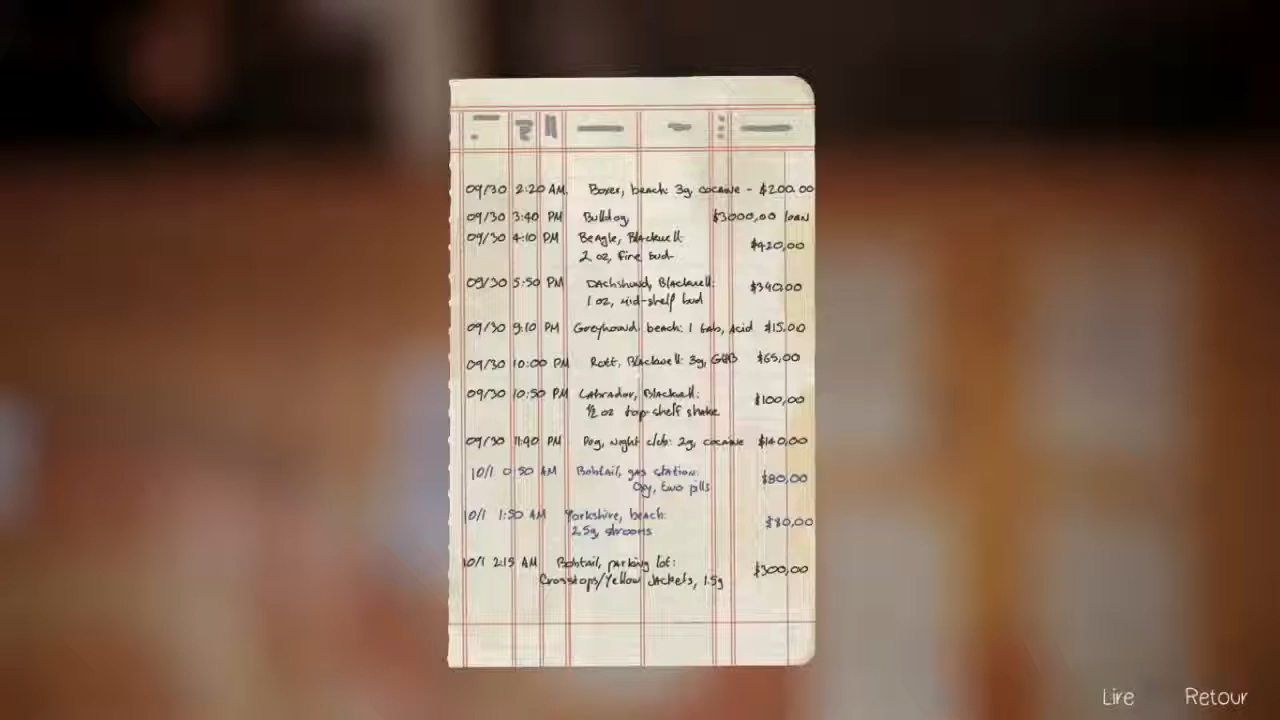 09/30 2:20 AM. Boxer, beach: 3g, cocaine - $200.00
09/30 3:40 PM Bulldog, $3000,00 loan
09/30 4:10 PM Beagle, Blackwell: $420,00
2 oz, fire bud-
09/30 5:50 PM Dachshund, Blackwell: $340,00
1 oz, mid-shelf bud
09/30 9:10 PM Greyhound, beach: 1 tab, acid $15.00
09/30 10:00 PM Rott, Blackwell: 3g, GHB $65,00
09/30 10:50 PM Labrador, Blackwell: $100,00
1/2 oz top-shelf shake
09/30 11:40 PM Pug, night club: 2g, cocaine $140,00
10/1 0:50 AM Bobtail, gas station: $80,00
Oxy, two pills
10/1 1:50 AM Yorkshire, beach:
2.5g, shrooms
10/1 2:15 AM Bobtail, parking lot: $300,00
Crosstops/Yellow Jackets, 1.5g
Lire Retour